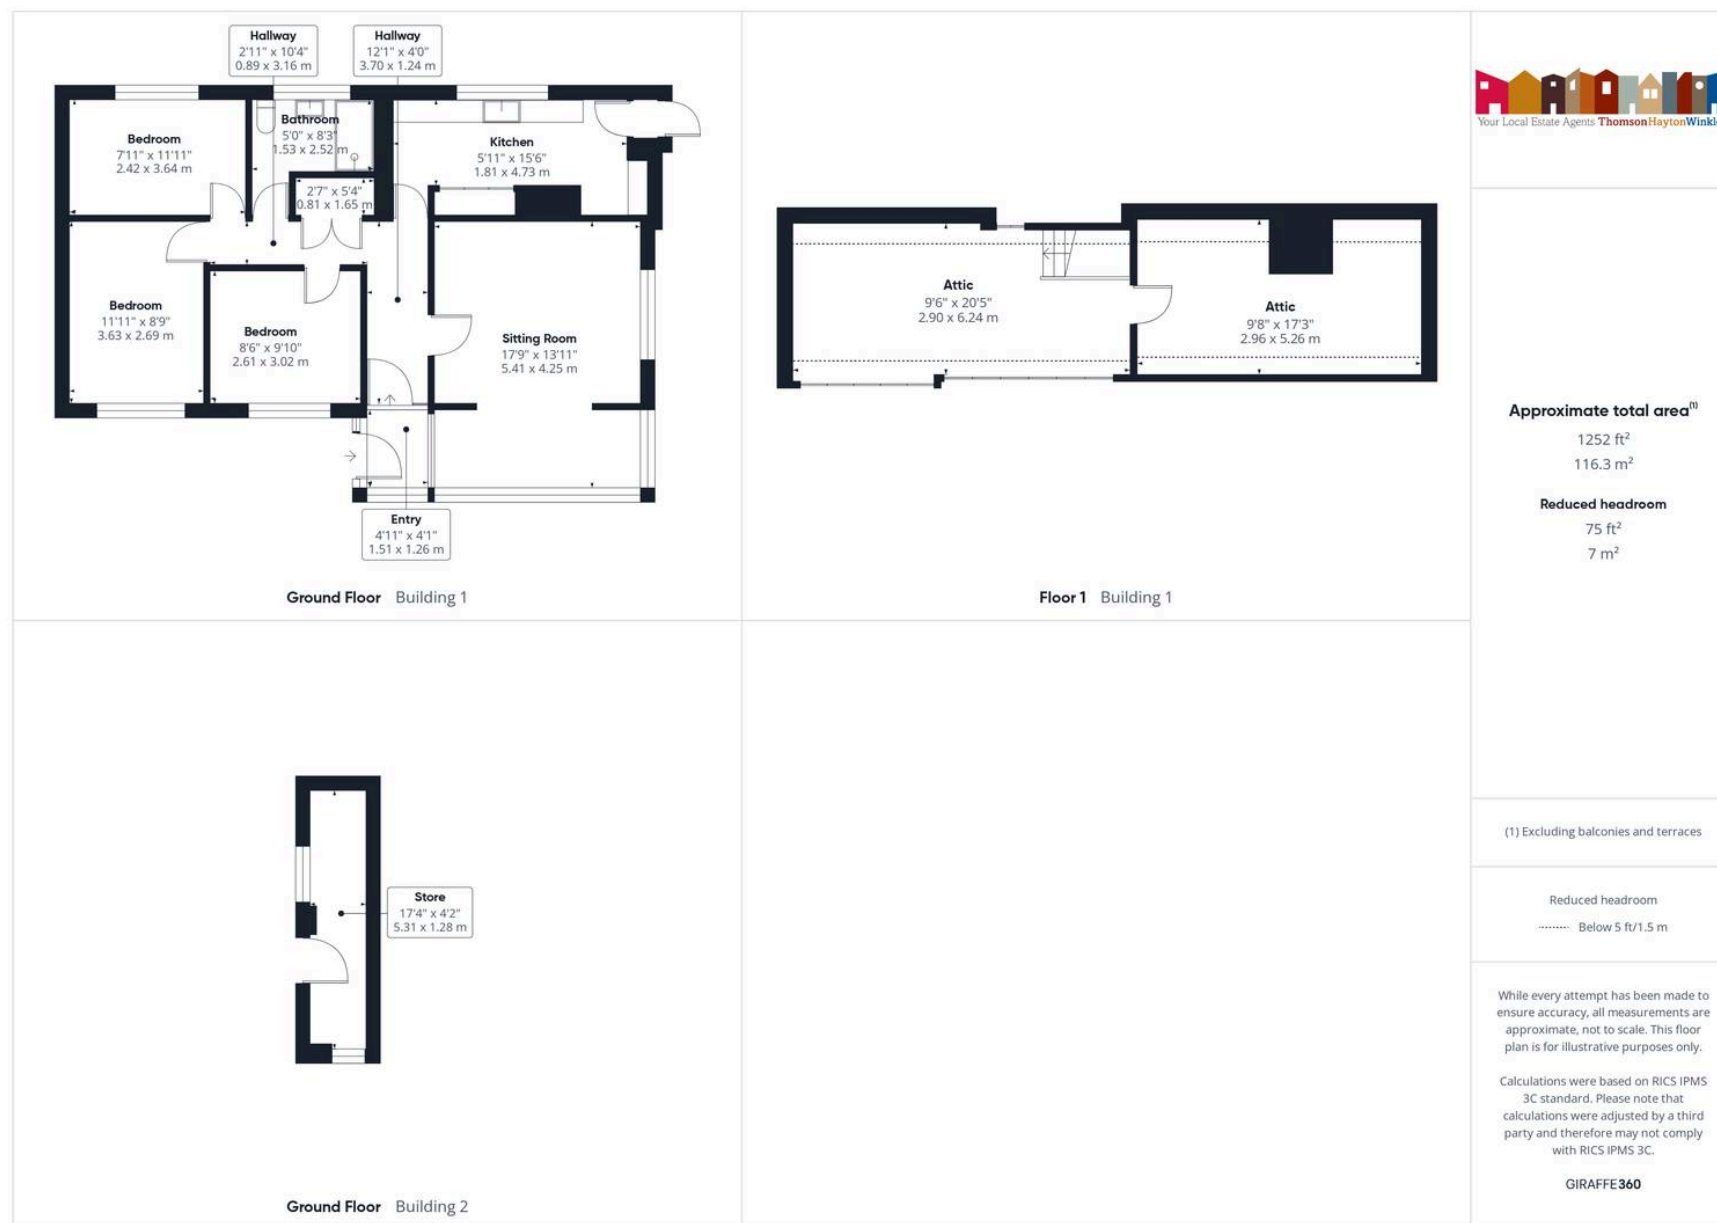 Hallway
2'11" x 10'4"
0.89 x 3.16 m
Hallway
12'1" x 4'0"
3.70 x 1.24 m
Bedroom
7'11" x 11'11"
2.42 x 3.64 m
Bathroom
5'0" x 8'3"
1.53 x 2.52 m
Kitchen
5'11" x 15'6"
1.81 x 4.73 m
2'7" x 5'4"
0.81 x 1.65 m
Bedroom
11'11" x 8'9"
3.63 x 2.69 m
Bedroom
8'6" x 9'10"
2.61 x 3.02 m
Sitting Room
17'9" x 13'11"
5.41 x 4.25 m
Entry
4'11" x 4'1"
1.51 x 1.26 m
Ground Floor Building 1
Attic
9'6" x 20'5"
2.90 x 6.24 m
Attic
9'8" x 17'3"
2.96 x 5.26 m
Floor 1 Building 1
Store
17'4" x 4'2"
5.31 x 1.28 m
Ground Floor Building 2
Your Local Estate Agents ThomsonHaytonWinkl
Approximate total area(1)
1252 ft²
116.3 m²
Reduced headroom
75 ft²
7 m²
(1) Excluding balconies and terraces
Reduced headroom
Below 5 ft/1.5 m
While every attempt has been made to
ensure accuracy, all measurements are
approximate, not to scale. This floor
plan is for illustrative purposes only.
Calculations were based on RICS IPMS
3C standard. Please note that
calculations were adjusted by a third
party and therefore may not comply
with RICS IPMS 3C.
GIRAFFE360